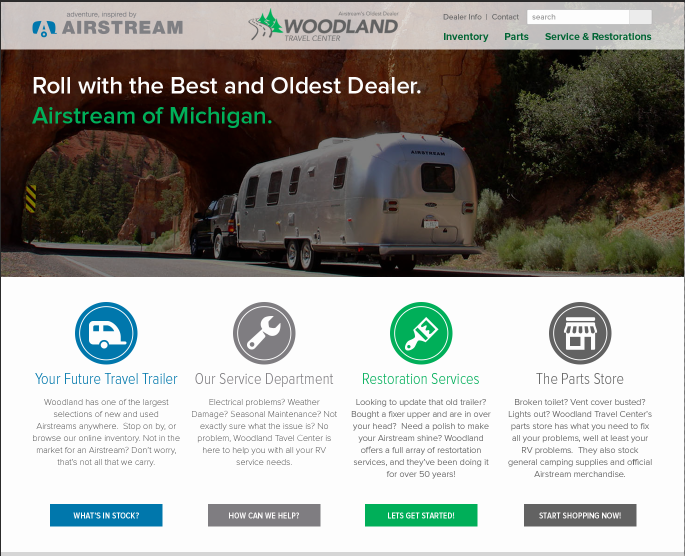 adventure, inspired by
AIRSTREAM
Airstream's Oldest Dealer
WOODLAND
TRAVEL CENTER
Dealer Info | Contact
search
Inventory Parts Service & Restorations
Roll with the Best and Oldest Dealer.
Airstream of Michigan.
AIRSTREAM
Your Future Travel Trailer
Woodland has one of the largest
selections of new and used
Airstreams anywhere. Stop on by, or
browse our online inventory. Not in the
market for an Airstream? Don't worry,
that's not all that we carry.
WHAT'S IN STOCK?
Our Service Department
Electrical problems? Weather
Damage? Seasonal Maintenance? Not
exactly sure what the issue is? No
problem, Woodland Tavel Center is
here to help you with all your RV
service needs.
HOW CAN WE HELP?
Restoration Services
Looking to update that old trailer?
Bought a fixer upper and are in over
your head? Need a polish to make
your Airstream shine? Woodland
offers a full array of restortation
services, and they've been doing it
for over 50 years!
LETS GET STARTED!
The Parts Store
Broken toilet? Vent cover busted?
Lights out? Woodland Travel Center's
parts store has what you need to fix
all your problems, well at least your
RV problems. They also stock
general camping supplies and official
Airstream merchandise.
START SHOPPING NOW!